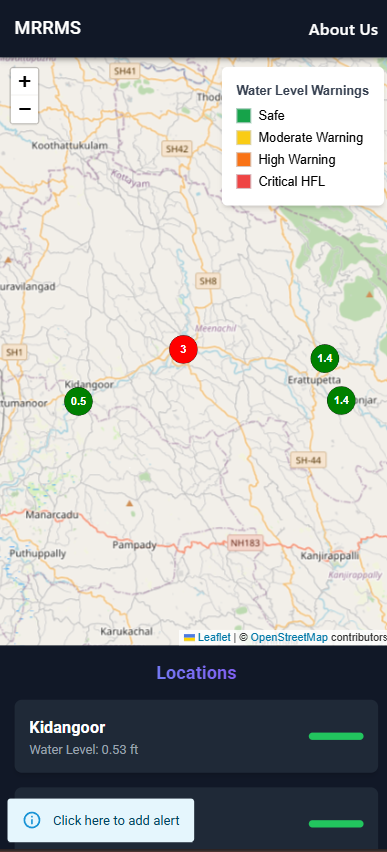 MRRMS
About Us
+
−
Water Level Warnings
Safe
Moderate Warning
High Warning
Critical HFL
SH41
Thod
Koothattukulam
SH42
Kottayam
uravilangad
SH8
Meenachil
SH1
3
1.4
Kidangoor
Erattupetta
0.5
1.4
tumanoor
onjar
SH-44
Manarcadu
Puthuppally
Pampady
NH183
Kanjirappalli
Kanjirappally
Karukachal
Leaflet | © OpenStreetMap contributors
Locations
Kidangoor
Water Level: 0.53 ft
Click here to add alert